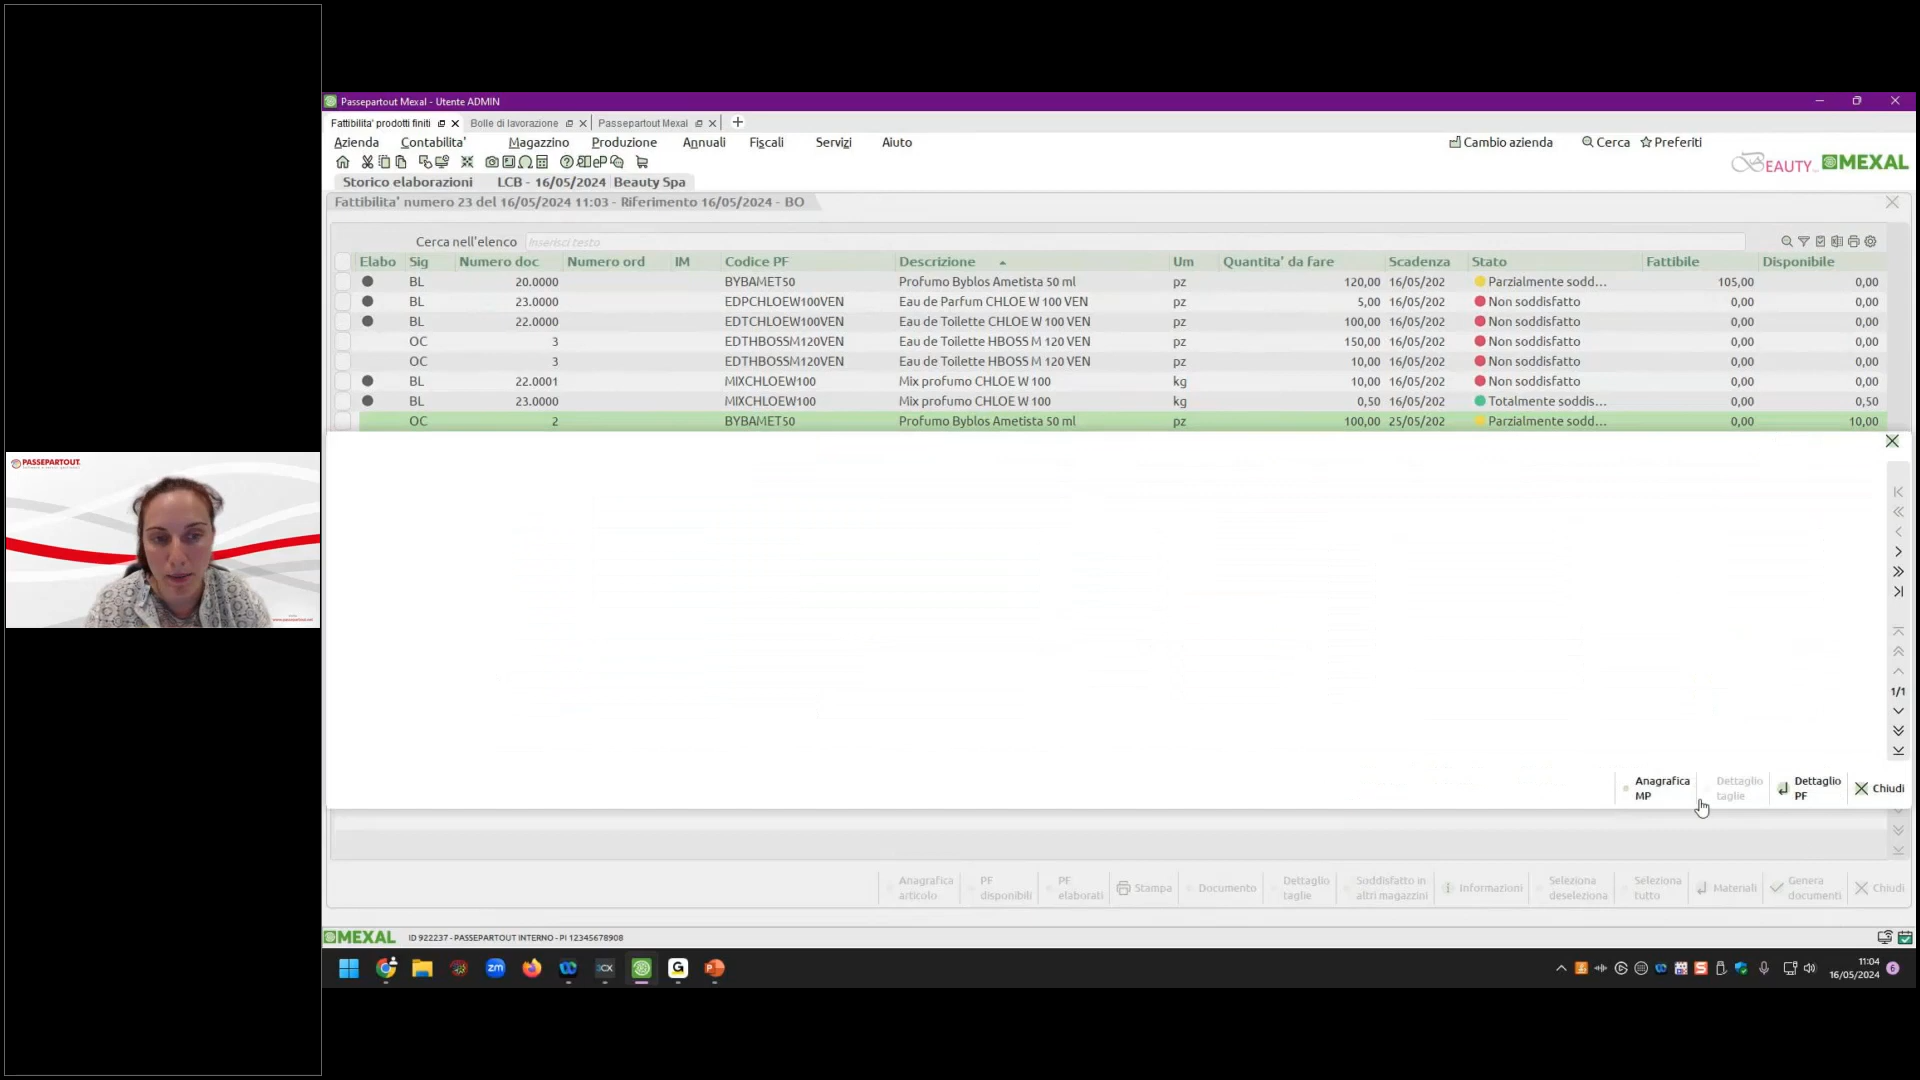 Passepartout Mexal - Utente ADMIN
Fattibilita' prodotti finiti Bolle di lavorazione Passepartout Mexal
Azienda Contabilita' Magazzino Produzione Annuali Fiscali Servizi Aiuto Cambio azienda Cerca Preferiti
BEAUTY MEXAL
Storico elaborazioni LCB - 16/05/2024 Beauty Spa
Fattibilita' numero 23 del 16/05/2024 11:03 - Riferimento 16/05/2024 - BO
Cerca nell'elenco Inserisci testo
Elabo Sig Numero doc Numero ord IM Codice PF Descrizione Um Quantita' da fare Scadenza Stato Fattibile Disponibile
BL 20.0000 BYBAMET50 Profumo Byblos Ametista 50 ml pz 120,00 16/05/202 Parzialmente sodd... 105,00 0,00
BL 23.0000 EDPCHLOEW100VEN Eau de Parfum CHLOE W 100 VEN pz 5,00 16/05/202 Non soddisfatto 0,00 0,00
BL 22.0000 EDTCHLOEW100VEN Eau de Toilette CHLOE W 100 VEN pz 100,00 16/05/202 Non soddisfatto 0,00 0,00
OC 3 EDTHBOSSM120VEN Eau de Toilette HBOSS M 120 VEN pz 150,00 16/05/202 Non soddisfatto 0,00 0,00
OC 3 EDTHBOSSM120VEN Eau de Toilette HBOSS M 120 VEN pz 10,00 16/05/202 Non soddisfatto 0,00 0,00
BL 22.0001 MIXCHLOEW100 Mix profumo CHLOE W 100 kg 10,00 16/05/202 Non soddisfatto 0,00 0,00
BL 23.0000 MIXCHLOEW100 Mix profumo CHLOE W 100 kg 0,50 16/05/202 Totalmente soddis... 0,00 0,50
OC 2 BYBAMET50 Profumo Byblos Ametista 50 ml pz 100,00 25/05/202 Parzialmente sodd... 0,00 10,00
PASSEPARTOUT
1/1
Anagrafica MP Dettaglio taglie Dettaglio PF Chiudi
Anagrafica articolo PF disponibili PF elaborati Stampa Documento Dettaglio taglie Soddisfatto in altri magazzini Informazioni Seleziona deseleziona Seleziona tutto Materiali Genera documenti Chiudi
MEXAL ID 922237 - PASSEPARTOUT INTERNO - PI 12345678908
11:04
16/05/2024 6